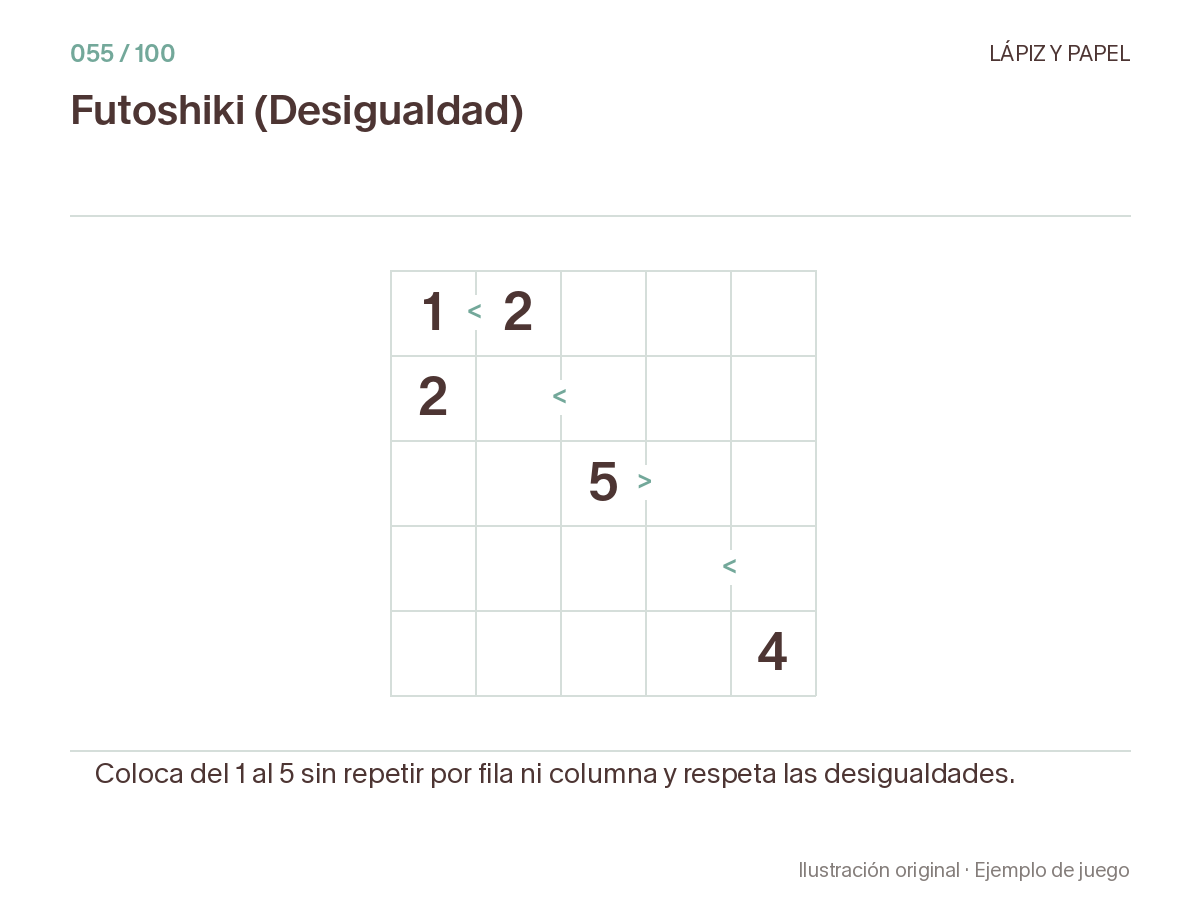 055 / 100
LÁPIZ Y PAPEL
Futoshiki (Desigualdad)
1 < 2
2 <
5 >
<
4
Coloca del 1 al 5 sin repetir por fila ni columna y respeta las desigualdades.
Ilustración original · Ejemplo de juego